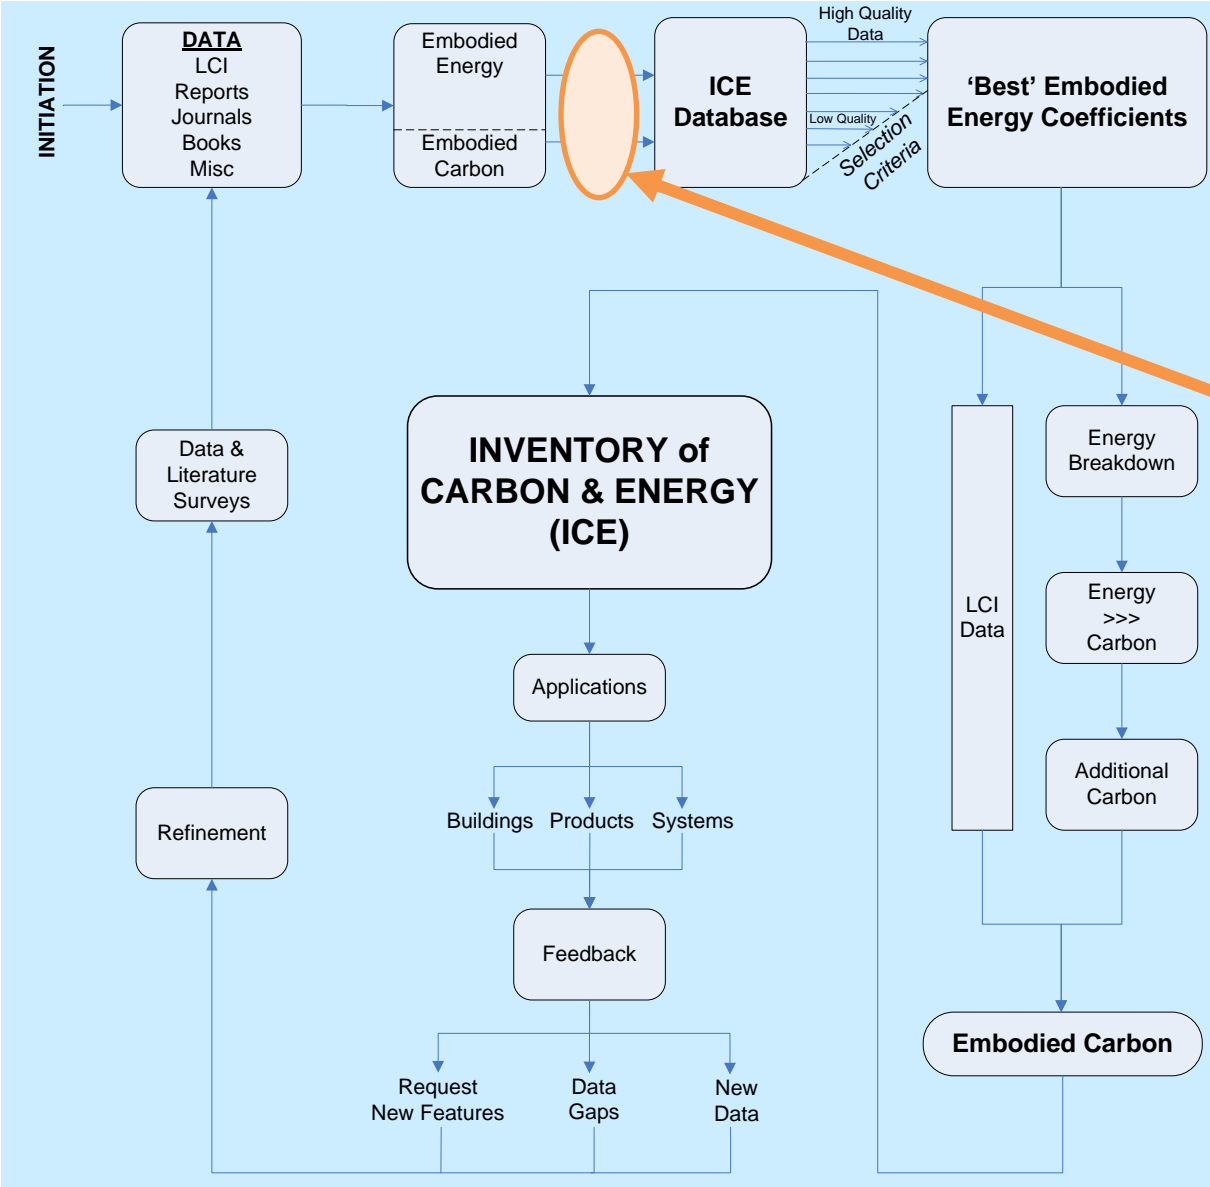 INITIATION
DATA
LCI
Reports
Journals
Books
Misc
Embodied
Energy
Embodied
Carbon
ICE
Database
High Quality
Data
Low Quality
Selection
Criteria
‘Best’ Embodied
Energy Coefficients
Data &
Literature
Surveys
INVENTORY of
CARBON & ENERGY
(ICE)
Energy
Breakdown
LCI
Data
Energy
>>>
Carbon
Applications
Additional
Carbon
Refinement
Buildings
Products
Systems
Feedback
Embodied Carbon
Request
New Features
Data
Gaps
New
Data